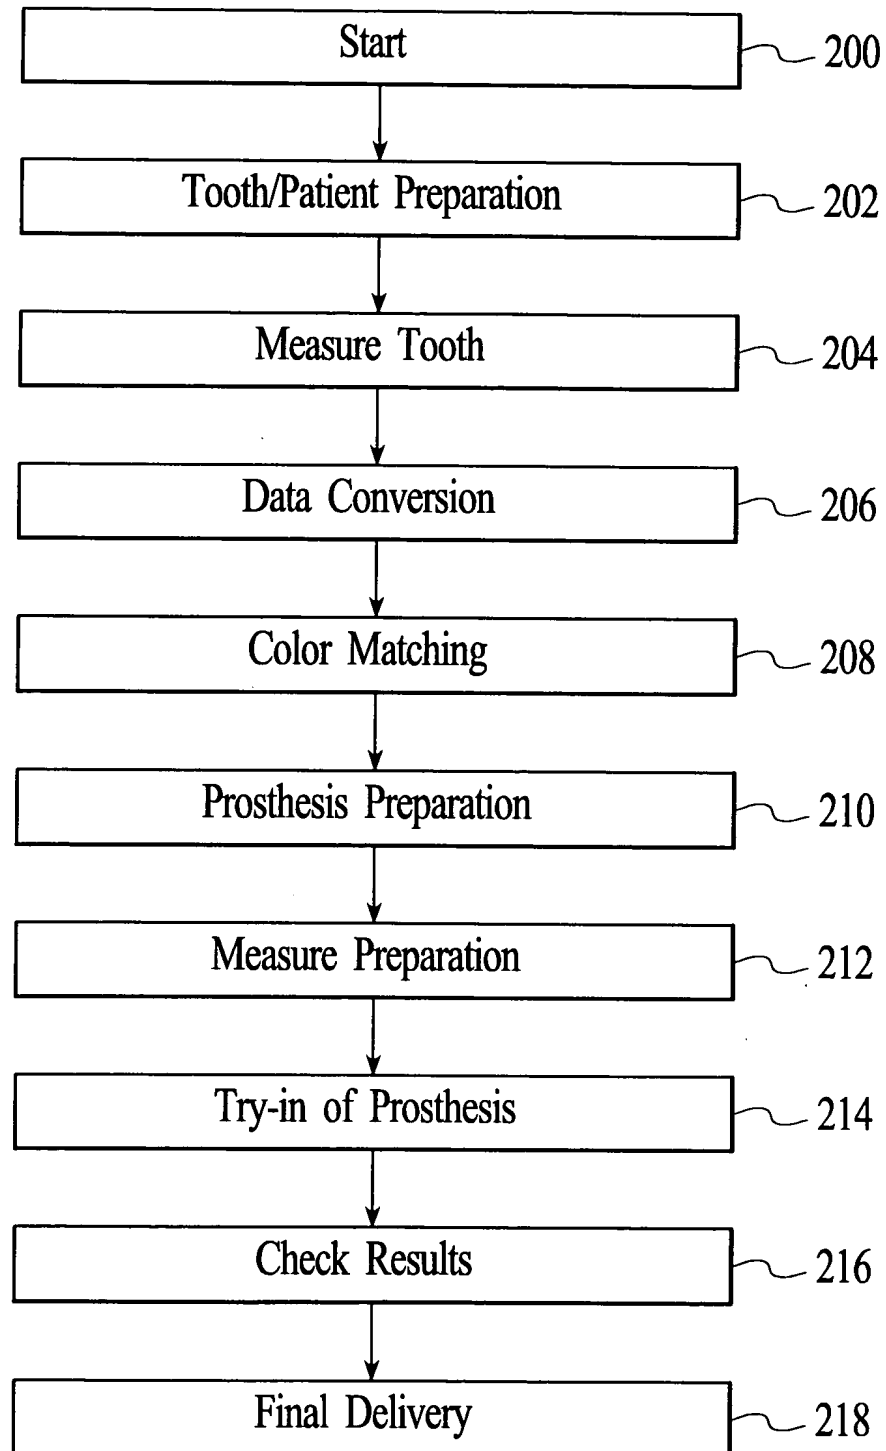 Start 200
Tooth/Patient Preparation 202
Measure Tooth 204
Data Conversion 206
Color Matching 208
Prosthesis Preparation 210
Measure Preparation 212
Try-in of Prosthesis 214
Check Results 216
Final Delivery 218